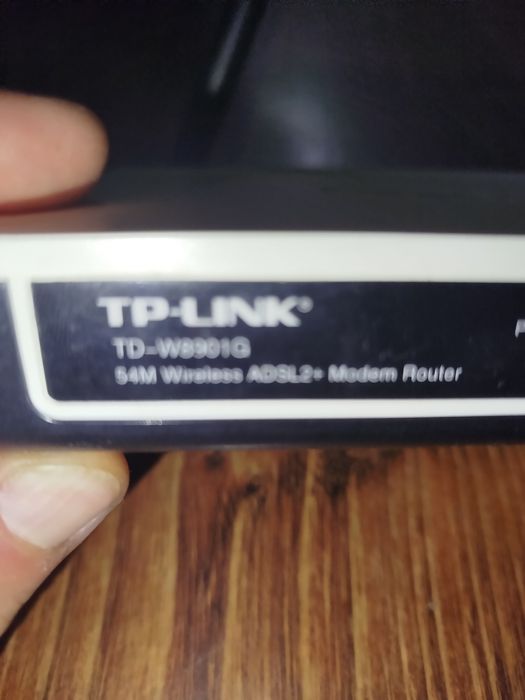 TP-LINK®
TD-W8901G
54M Wireless ADSL2+ Modem Router